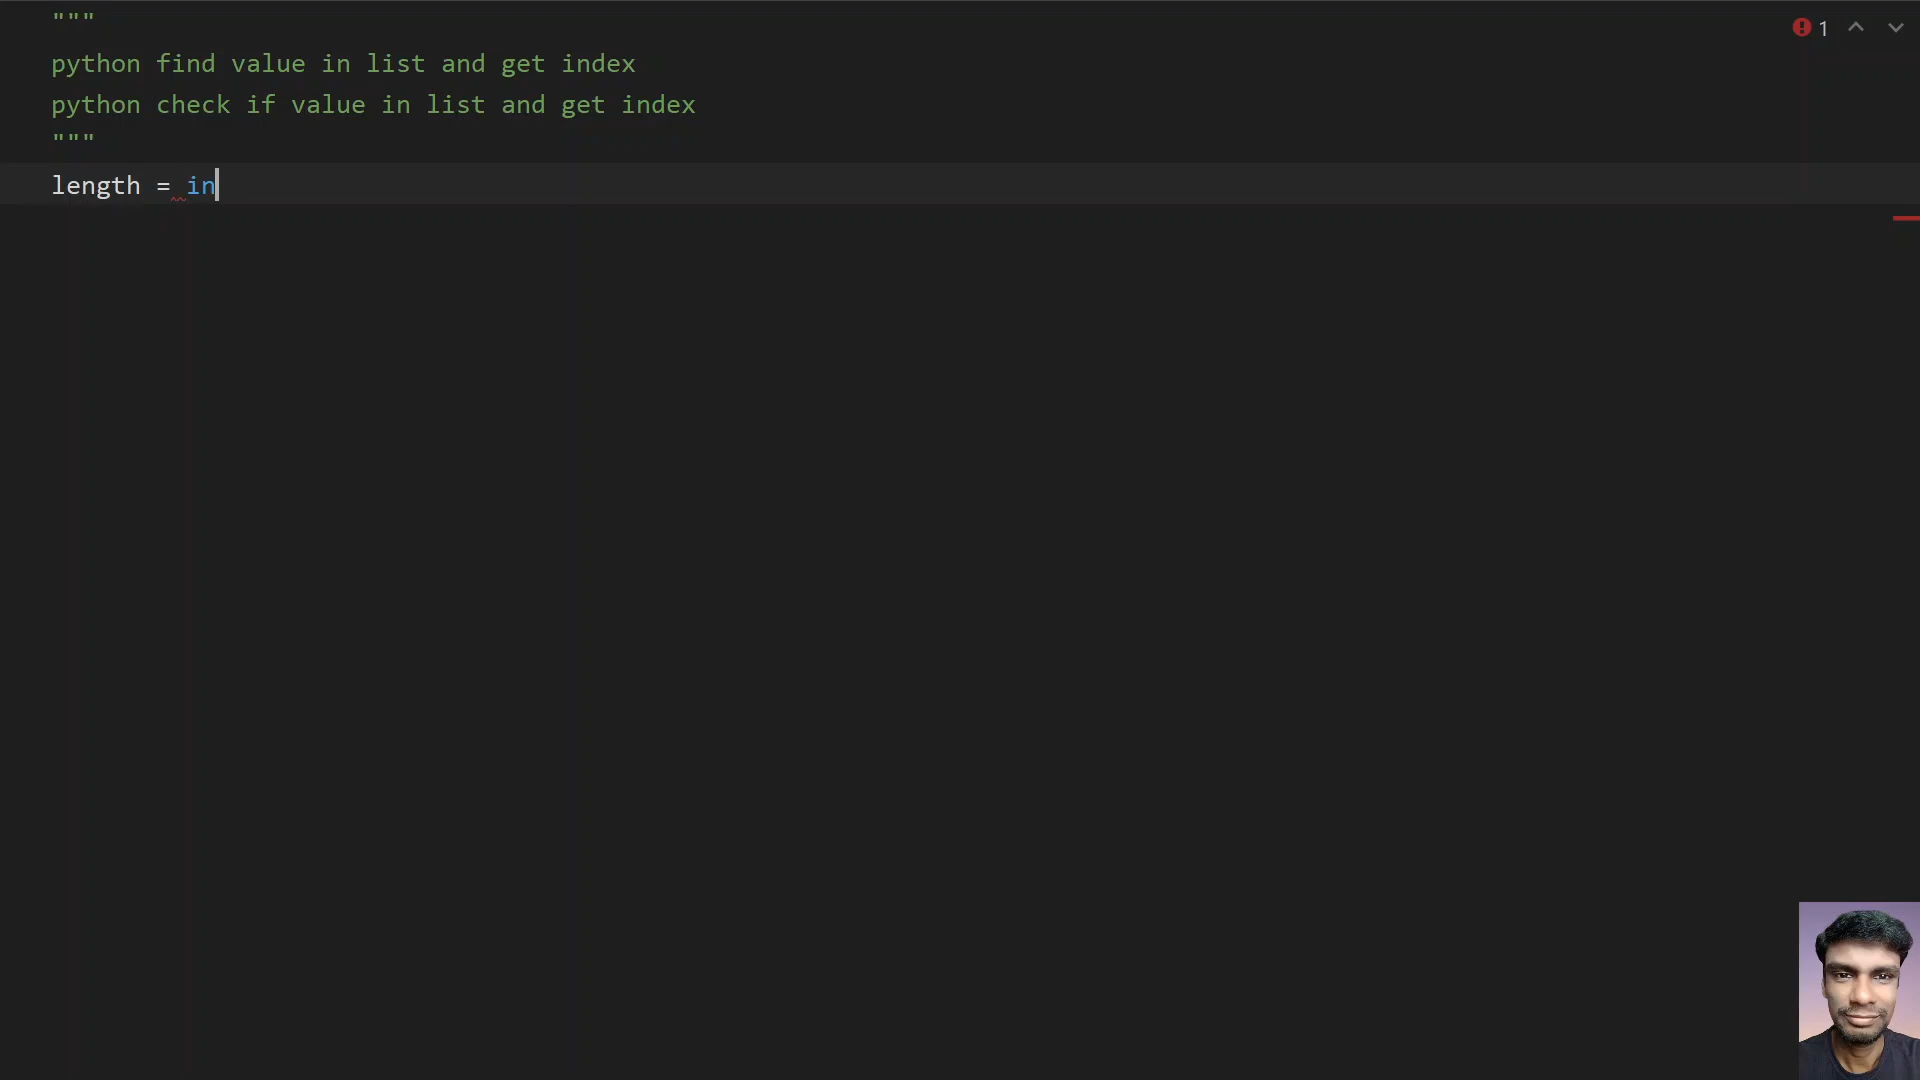 """
python find value in list and get index
python check if value in list and get index
"""
length = in
1